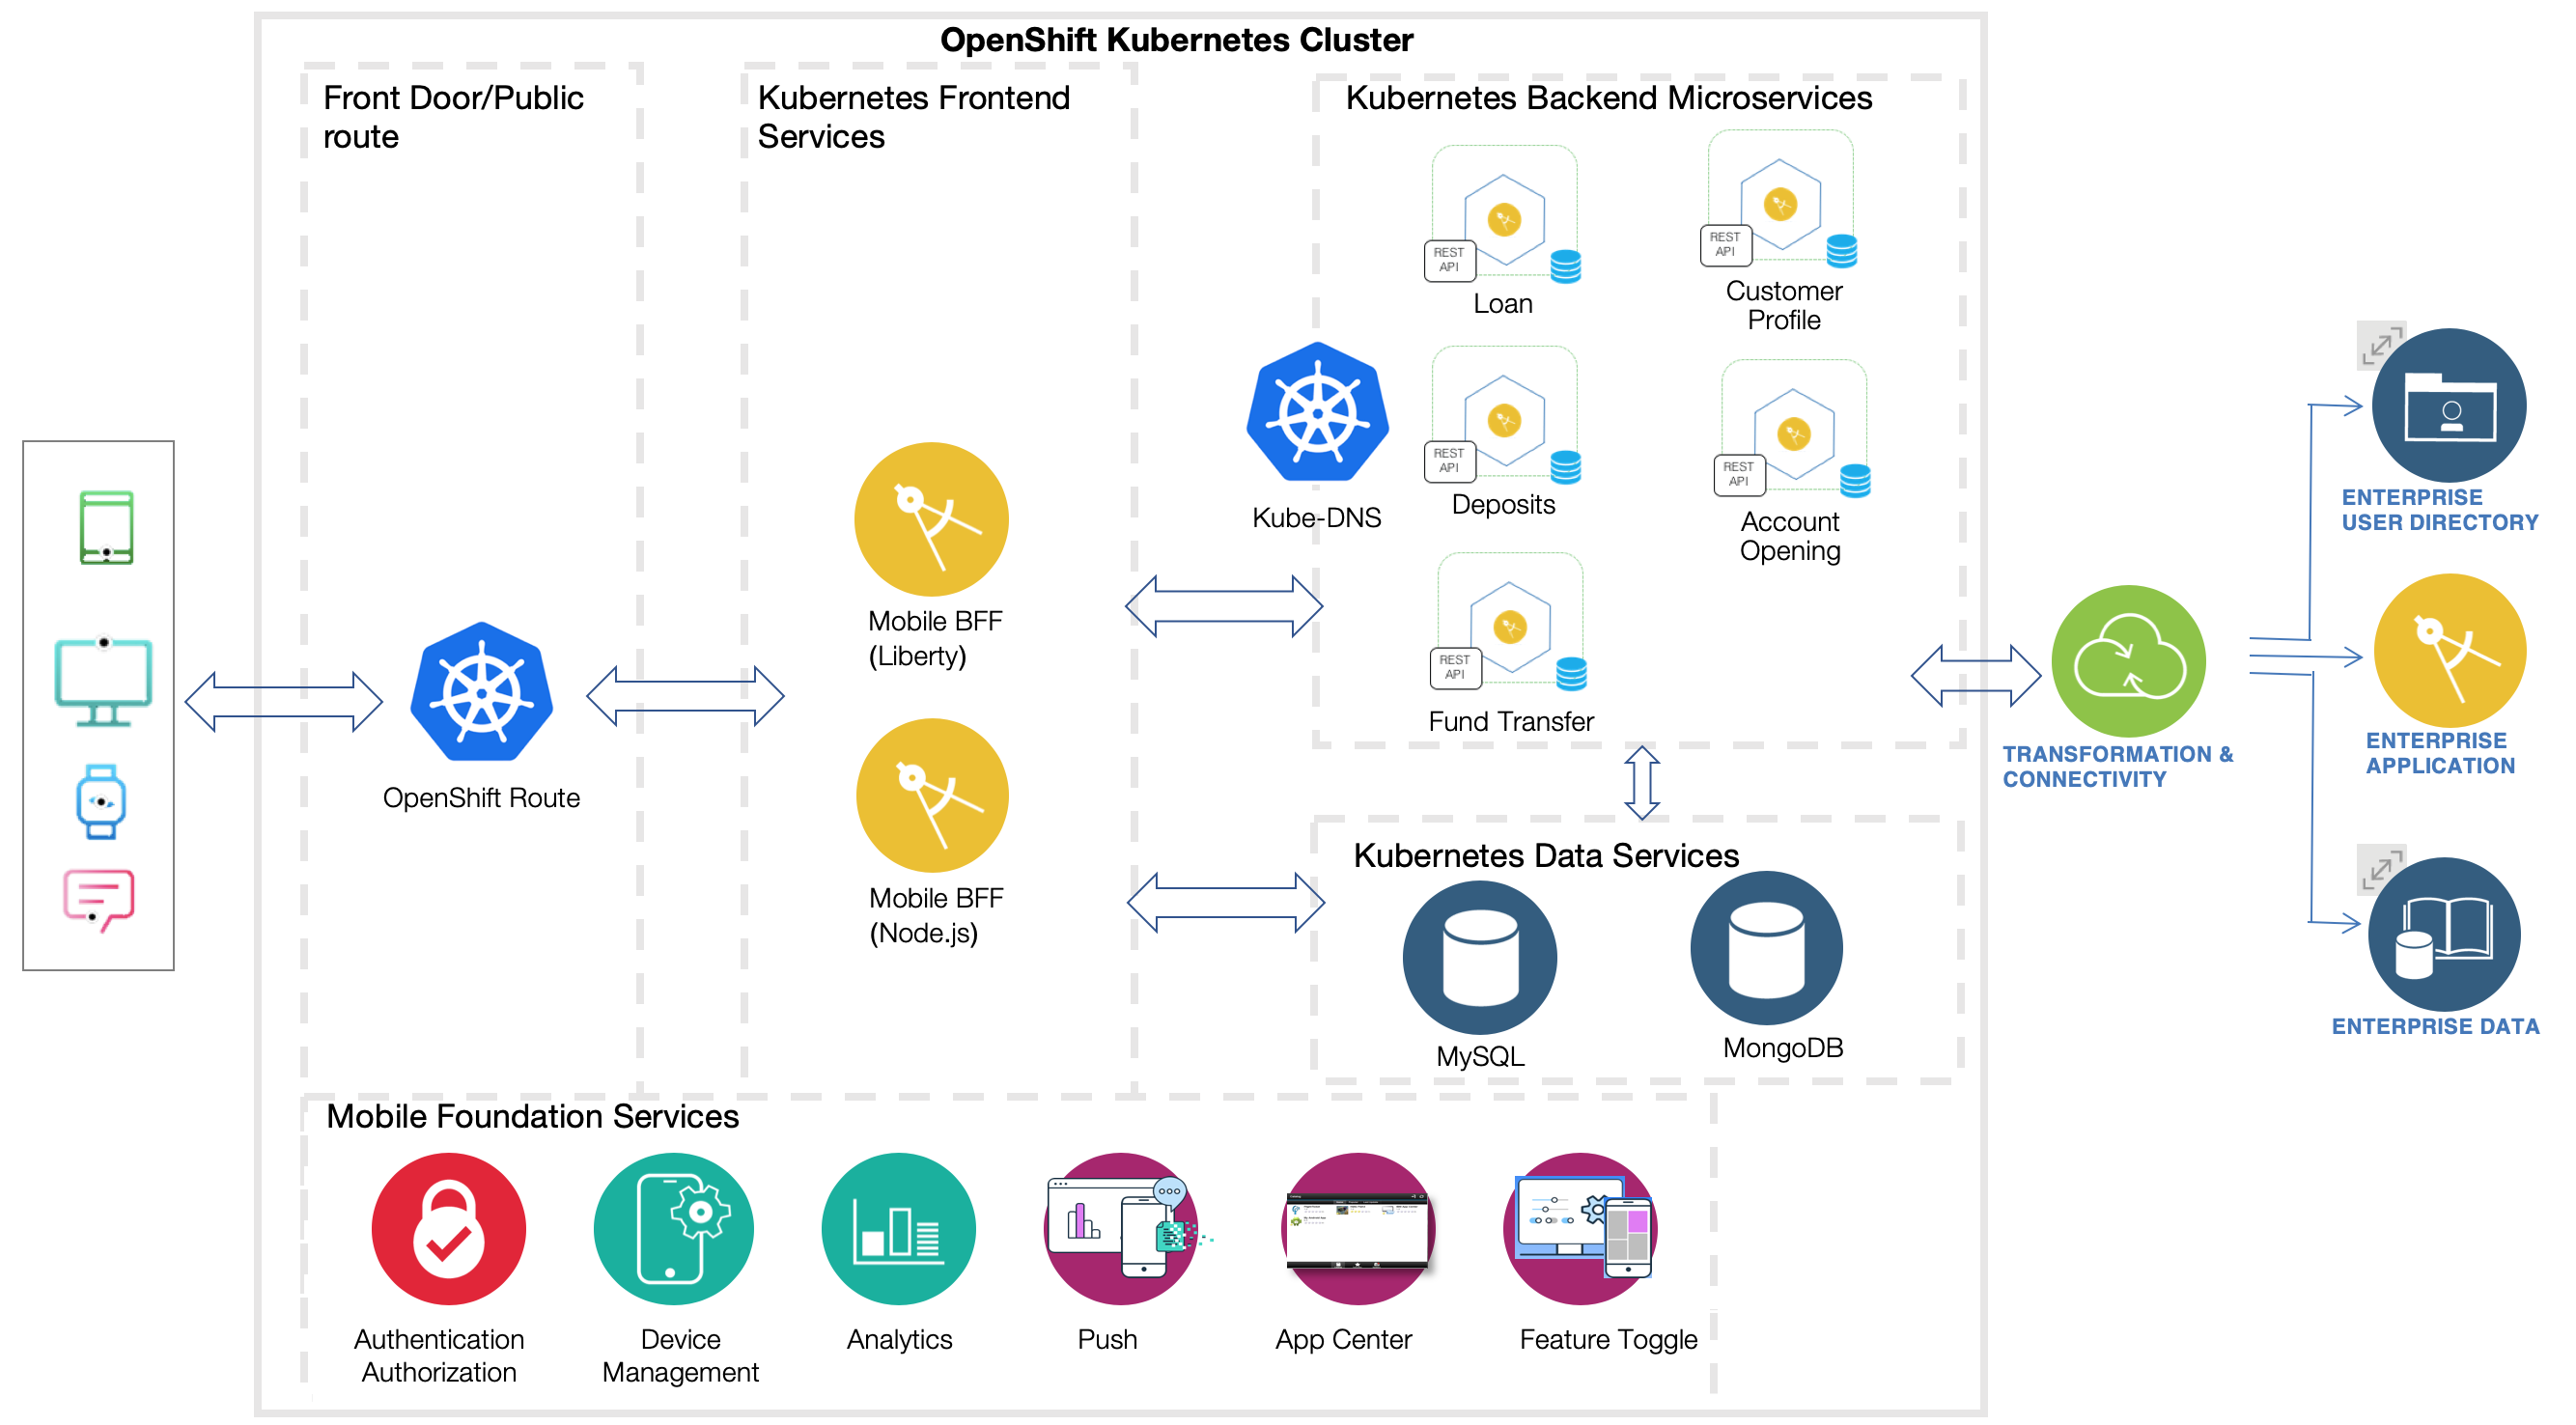 OpenShift Kubernetes Cluster
Front Door/Public
route
OpenShift Route
Kubernetes Frontend
Services
Mobile BFF
(Liberty)
Mobile BFF
(Node.js)
Kube-DNS
Kubernetes Backend Microservices
REST
API
Loan
REST
API
Customer
Profile
REST
API
Deposits
REST
API
Account
Opening
REST
API
Fund Transfer
Kubernetes Data Services
MySQL
MongoDB
TRANSFORMATION &
CONNECTIVITY
ENTERPRISE
USER DIRECTORY
ENTERPRISE
APPLICATION
ENTERPRISE DATA
Mobile Foundation Services
Authentication
Authorization
Device
Management
Analytics
Push
App Center
Feature Toggle